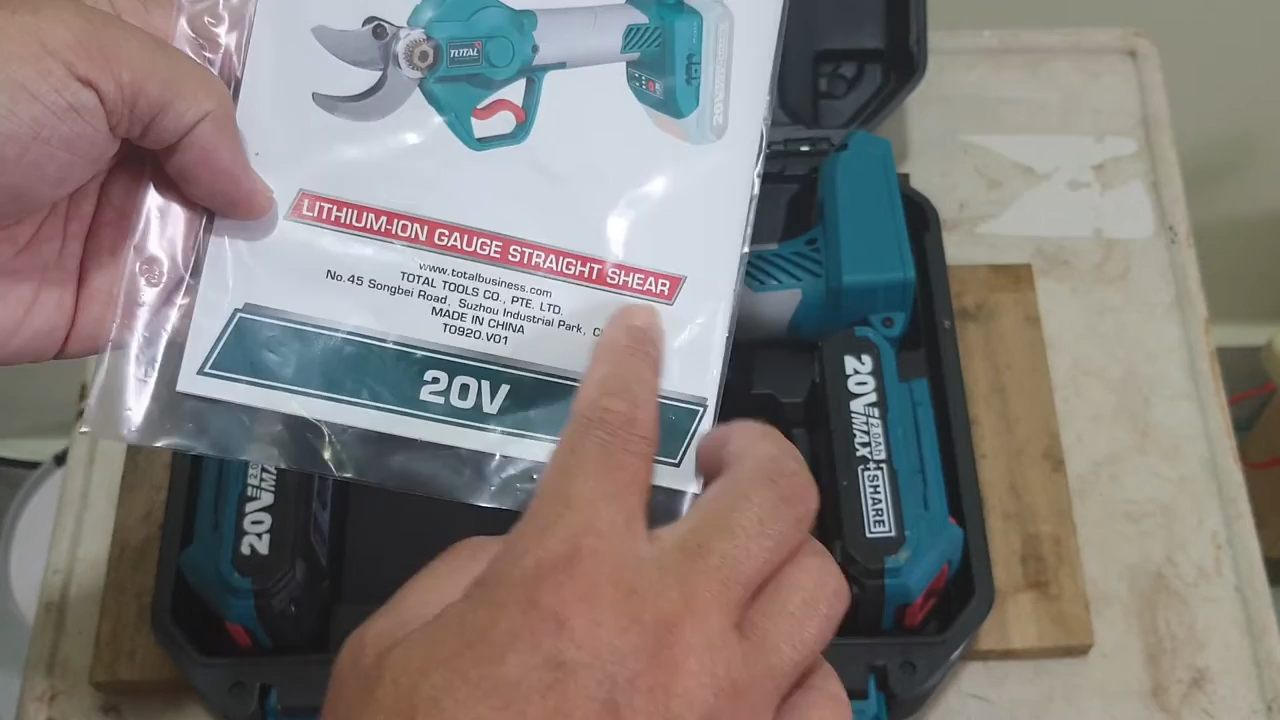 TOTAL
20V
LITHIUM-ION GAUGE STRAIGHT SHEAR
www.totalbusiness.com
TOTAL TOOLS CO., PTE. LTD.
No.45 Songbei Road, Suzhou Industrial Park,
MADE IN CHINA
T0920.V01
20V
20V MAX 2.0Ah
SHARE
20V